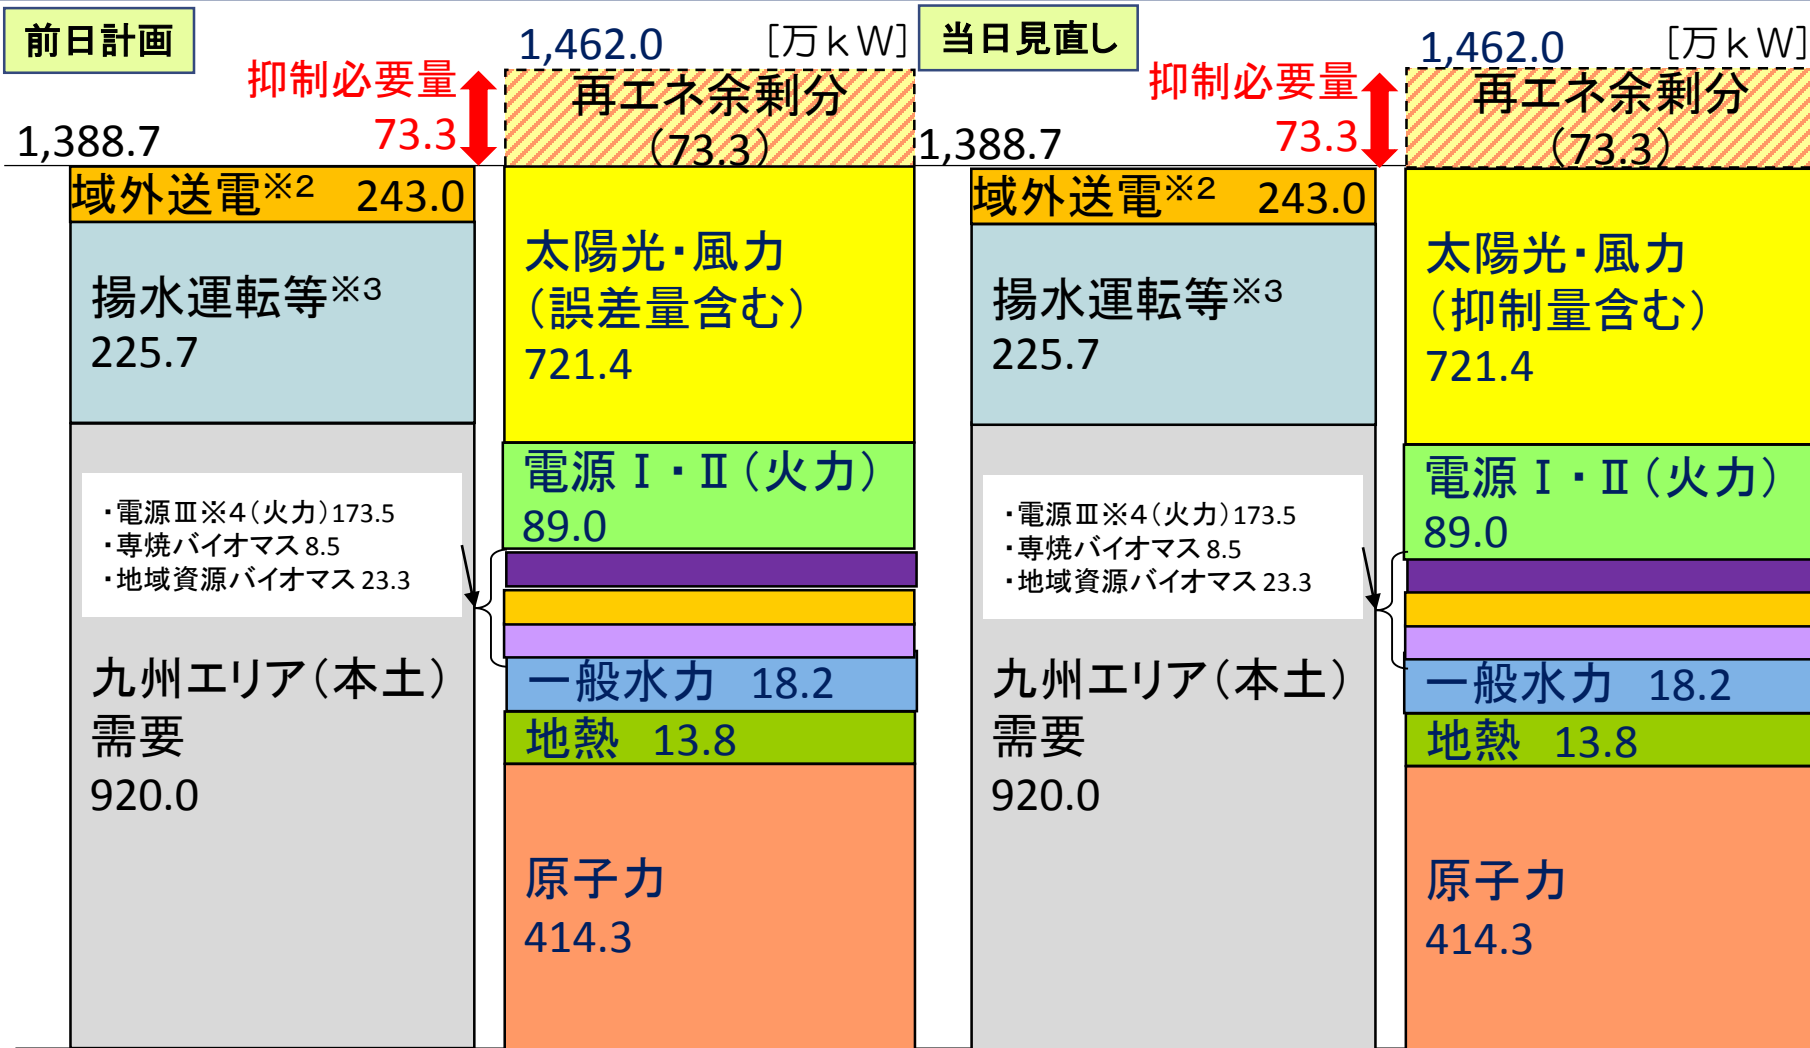 前日計画
1,462.0
[万kW]
抑制必要量
73.3
再エネ余剰分
(73.3)
1,388.7
域外送電※2 243.0
揚水運転等※3
225.7
・電源Ⅲ※4(火力)173.5
・専焼バイオマス8.5
・地域資源バイオマス23.3
九州エリア(本土)
需要
920.0
太陽光・風力
(誤差量含む)
721.4
電源Ⅰ・Ⅱ(火力)
89.0
一般水力 18.2
地熱 13.8
原子力
414.3
当日見直し
1,462.0
[万kW]
抑制必要量
73.3
再エネ余剰分
(73.3)
1,388.7
域外送電※2 243.0
揚水運転等※3
225.7
・電源Ⅲ※4(火力)173.5
・専焼バイオマス8.5
・地域資源バイオマス23.3
九州エリア(本土)
需要
920.0
太陽光・風力
(抑制量含む)
721.4
電源Ⅰ・Ⅱ(火力)
89.0
一般水力 18.2
地熱 13.8
原子力
414.3